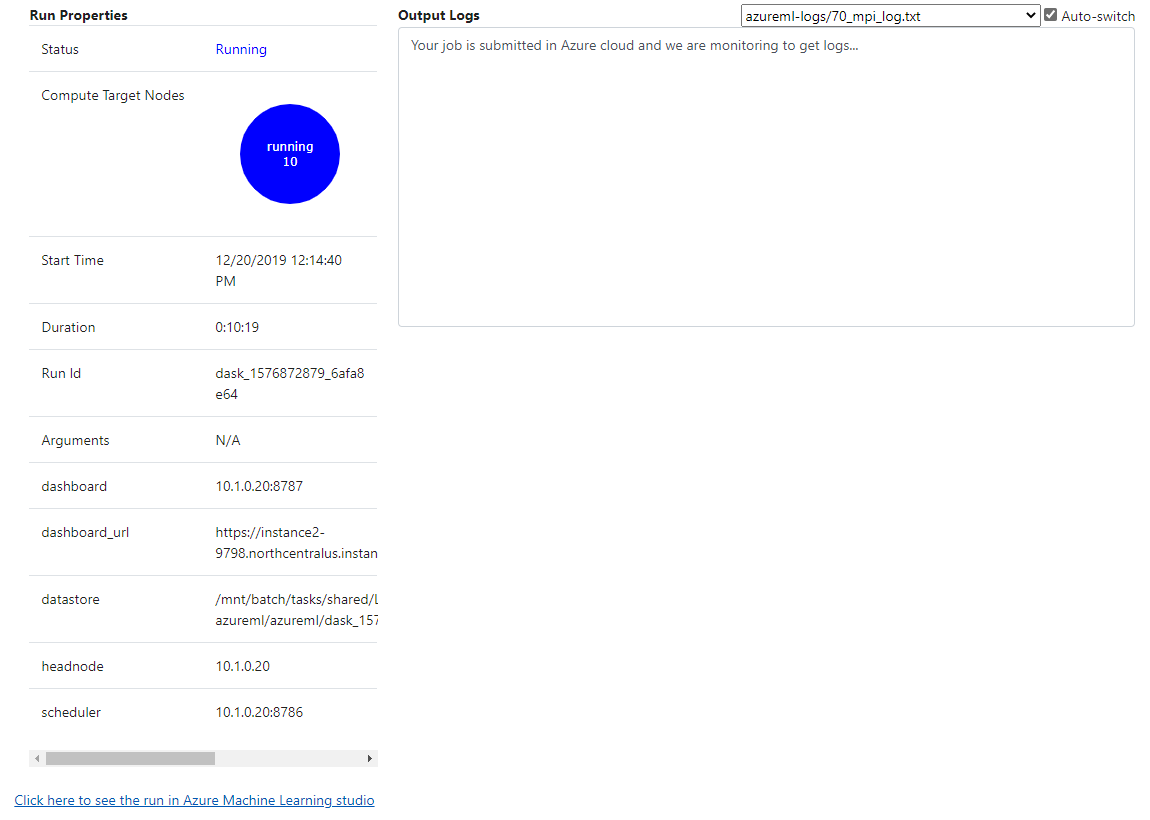 Run Properties
Status Running
Compute Target Nodes
running
10
Start Time 12/20/2019 12:14:40
PM
Duration 0:10:19
Run Id dask_1576872879_6afa8
e64
Arguments N/A
dashboard 10.1.0.20:8787
dashboard_url https://instance2-
9798.northcentralus.instan
datastore /mnt/batch/tasks/shared/L
azureml/azureml/dask_157
headnode 10.1.0.20
scheduler 10.1.0.20:8786
Click here to see the run in Azure Machine Learning studio
Output Logs azureml-logs/70_mpi_log.txt Auto-switch
Your job is submitted in Azure cloud and we are monitoring to get logs...